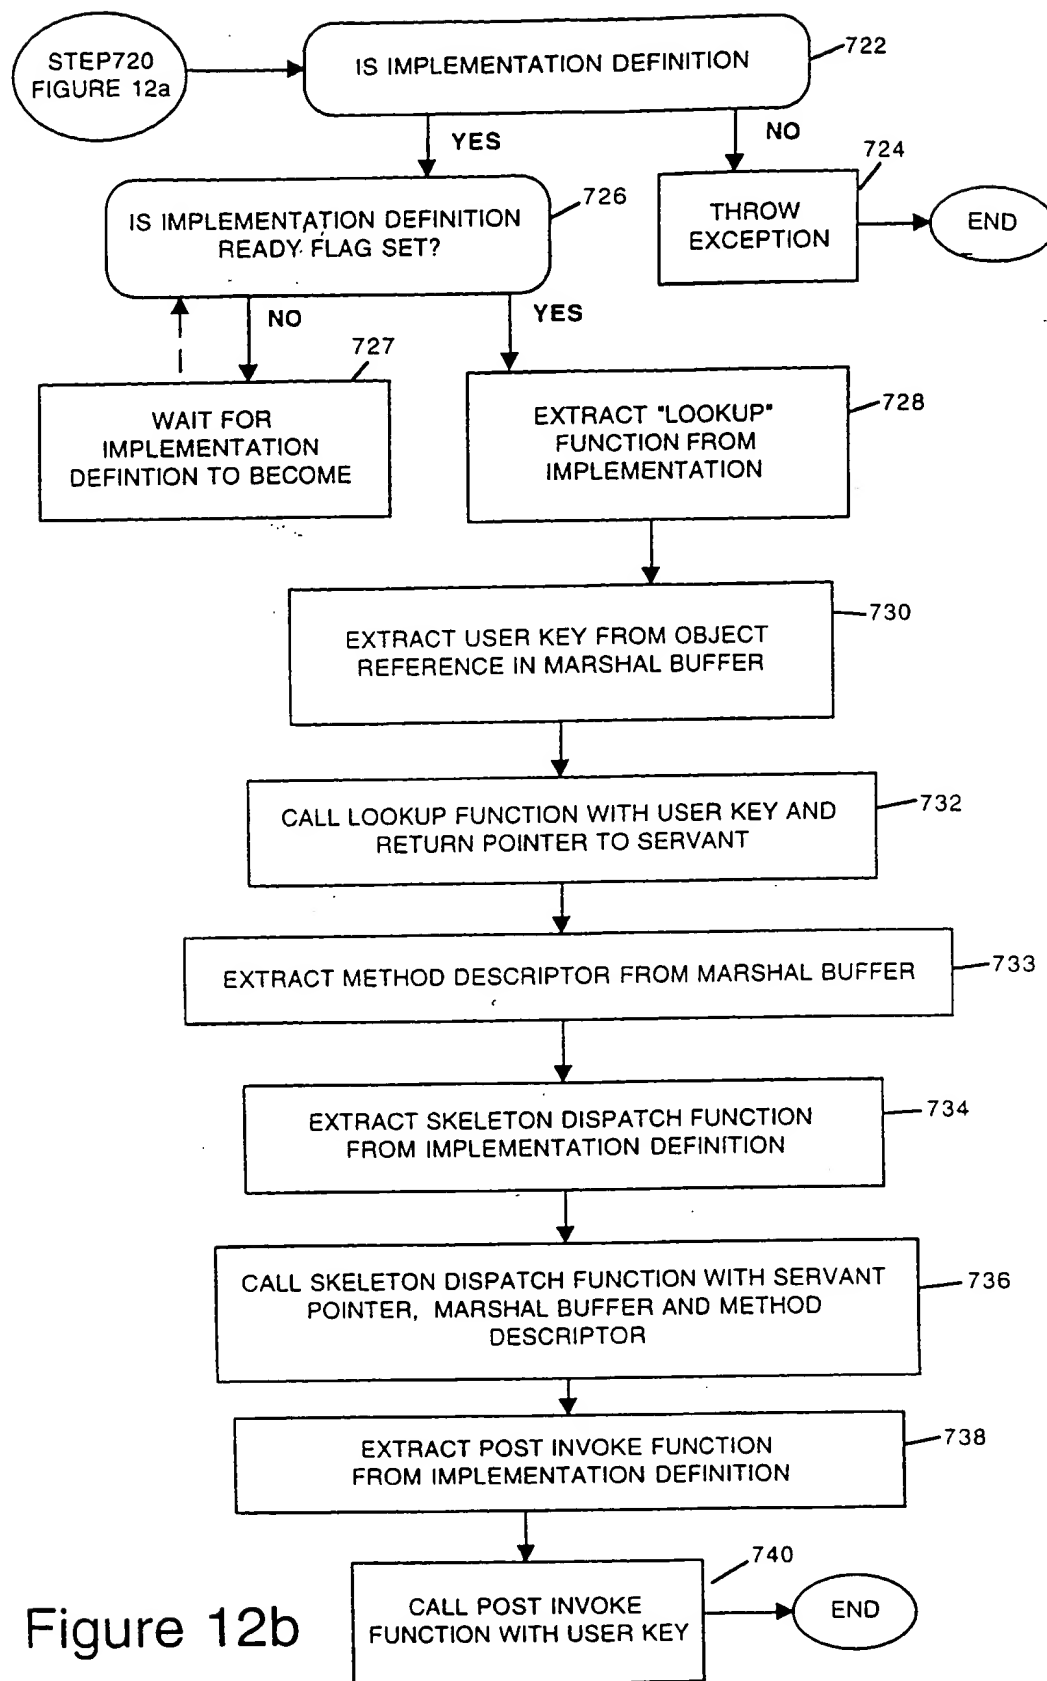 STEP720
FIGURE 12a
IS IMPLEMENTATION DEFINITION
722
YES
NO
724
IS IMPLEMENTATION DEFINITION
READY FLAG SET?
726
THROW
EXCEPTION
END
NO
YES
727
WAIT FOR
IMPLEMENTATION
DEFINTION TO BECOME
EXTRACT "LOOKUP"
FUNCTION FROM
IMPLEMENTATION
728
EXTRACT USER KEY FROM OBJECT
REFERENCE IN MARSHAL BUFFER
730
CALL LOOKUP FUNCTION WITH USER KEY AND
RETURN POINTER TO SERVANT
732
EXTRACT METHOD DESCRIPTOR FROM MARSHAL BUFFER
733
EXTRACT SKELETON DISPATCH FUNCTION
FROM IMPLEMENTATION DEFINITION
734
CALL SKELETON DISPATCH FUNCTION WITH SERVANT
POINTER, MARSHAL BUFFER AND METHOD
DESCRIPTOR
736
EXTRACT POST INVOKE FUNCTION
FROM IMPLEMENTATION DEFINITION
738
740
CALL POST INVOKE
FUNCTION WITH USER KEY
END
Figure 12b